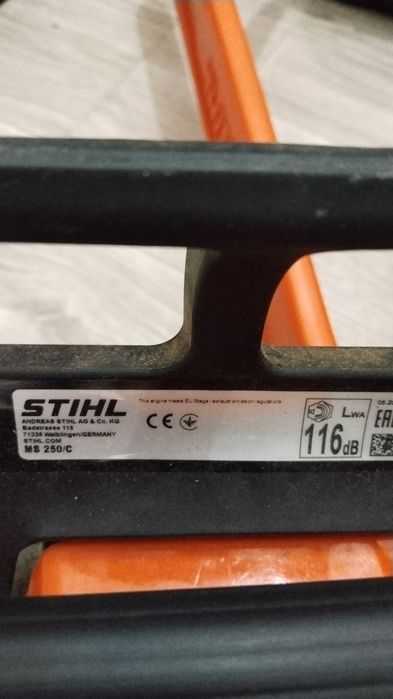 STIHL
ANDREAS STIHL AG & Co. KG
Badstrasse 115
71336 Waiblingen/GERMANY
STIHL.COM
MS 250/C
This engine meets EU Stage I exhaust emission regulations
CE
LWA
116dB